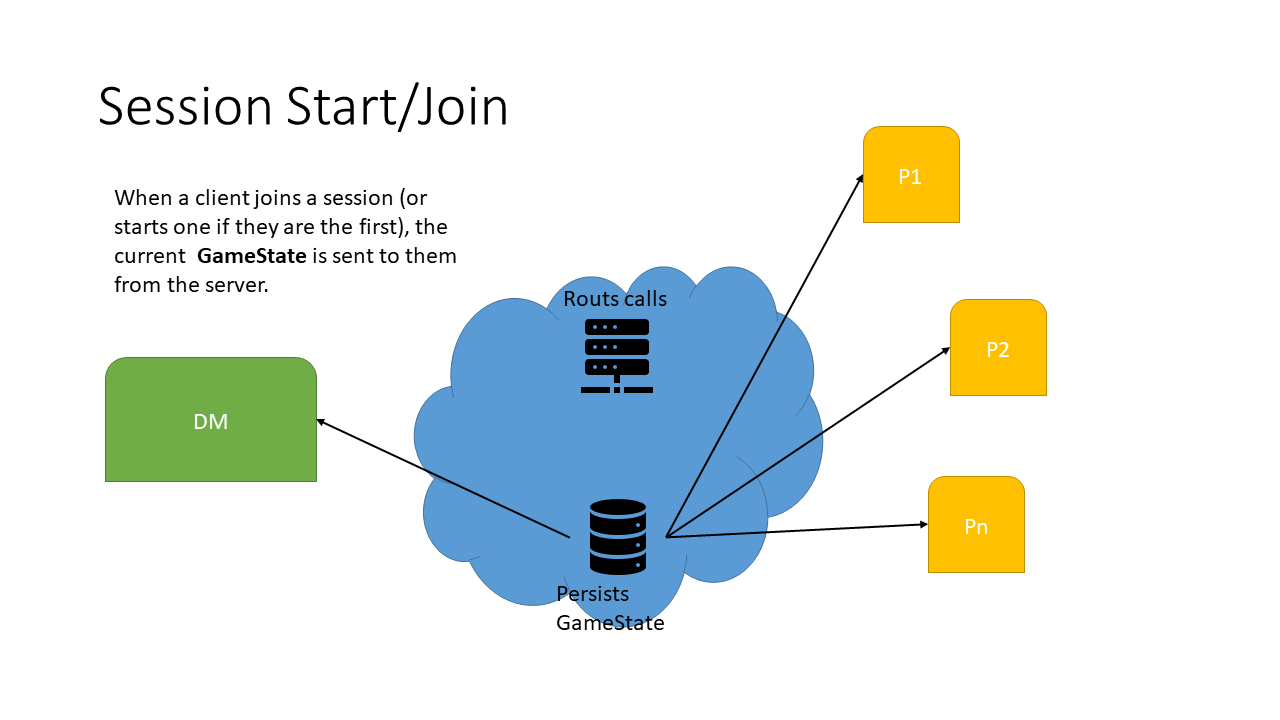 Session Start/Join
When a client joins a session (or
starts one if they are the first), the
current  GameState is sent to them
from the server.
P1
Routs calls
P2
DM
Pn
Persists
GameState